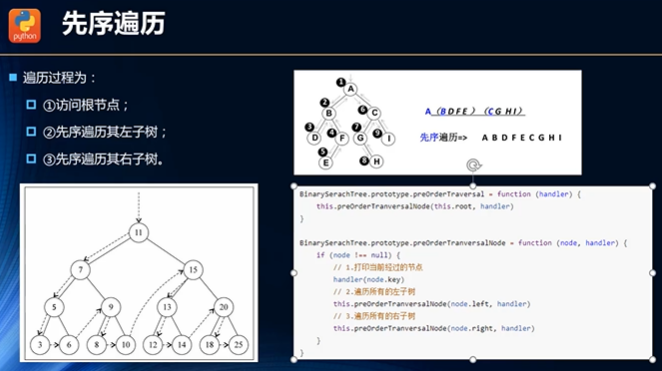 python
先序遍历
遍历过程为：
①访问根节点；
②先序遍历其左子树；
③先序遍历其右子树。
1
A
2
6
B
C
3
4
7
9
D
F
G
I
5
8
E
H
A（BDFE）（CGHI）
先序遍历=> A B D F E C G H I
11
7
15
5
9
13
20
3
6
8
10
12
14
18
25
BinarySerachTree.prototype.preOrderTraversal = function (handler) {
this.preOrderTranversalNode(this.root, handler)
}
BinarySerachTree.prototype.preOrderTranversalNode = function (node, handler) {
if (node !== null) {
// 1.打印当前经过的节点
handler(node.key)
// 2.遍历所有的左子树
this.preOrderTranversalNode(node.left, handler)
// 3.遍历所有的右子树
this.preOrderTranversalNode(node.right, handler)
}
}